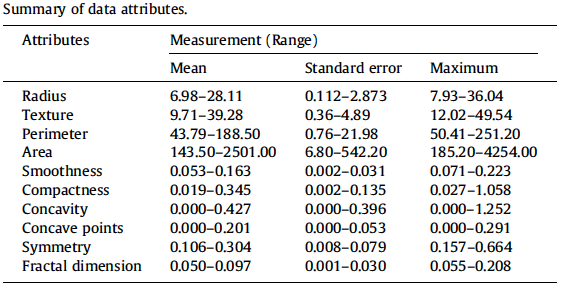 Summary of data attributes.
Attributes Measurement (Range)
Mean Standard error Maximum
Radius 6.98–28.11 0.112–2.873 7.93–36.04
Texture 9.71–39.28 0.36–4.89 12.02–49.54
Perimeter 43.79–188.50 0.76–21.98 50.41–251.20
Area 143.50–2501.00 6.80–542.20 185.20–4254.00
Smoothness 0.053–0.163 0.002–0.031 0.071–0.223
Compactness 0.019–0.345 0.002–0.135 0.027–1.058
Concavity 0.000–0.427 0.000–0.396 0.000–1.252
Concave points 0.000–0.201 0.000–0.053 0.000–0.291
Symmetry 0.106–0.304 0.008–0.079 0.157–0.664
Fractal dimension 0.050–0.097 0.001–0.030 0.055–0.208